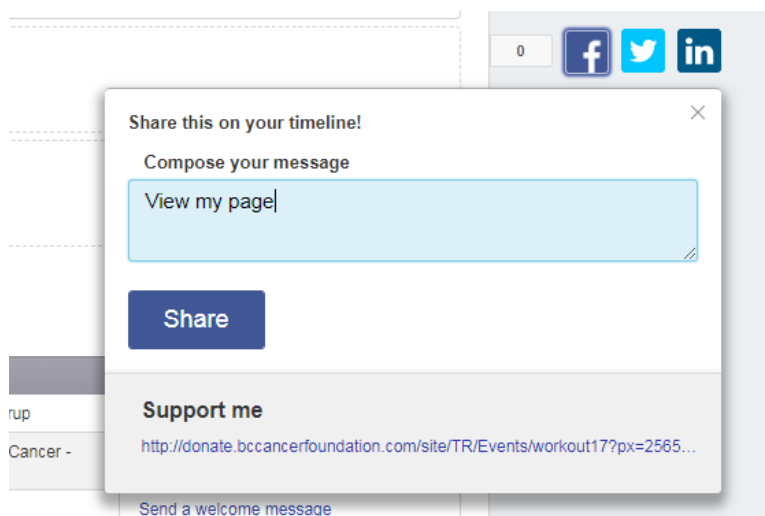 0
f
in
Share this on your timeline!
Compose your message
View my page
Share
rup
Support me
Cancer -
http://donate.bccancerfoundation.com/site/TR/Events/workout17?px=2565...
Send a welcome message